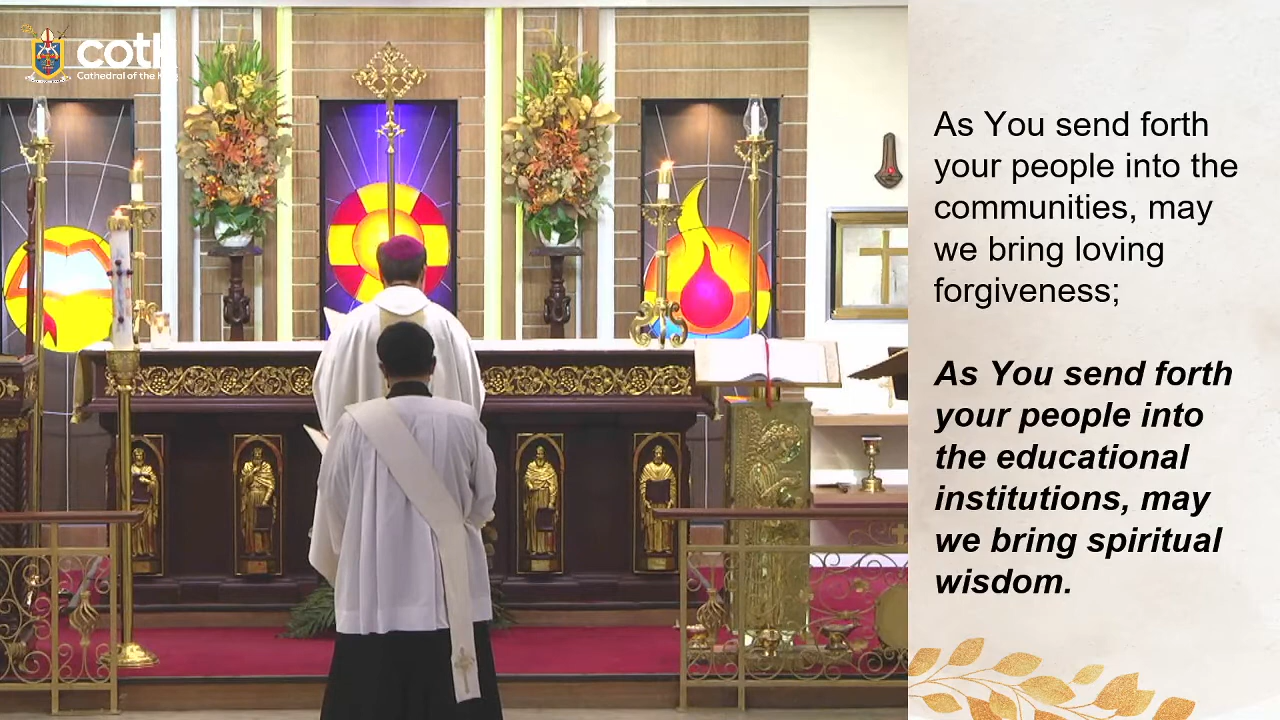 coth
Cathedral of the
As You send forth
your people into the
communities, may
we bring loving
forgiveness;
As You send forth
your people into
the educational
institutions, may
we bring spiritual
wisdom.